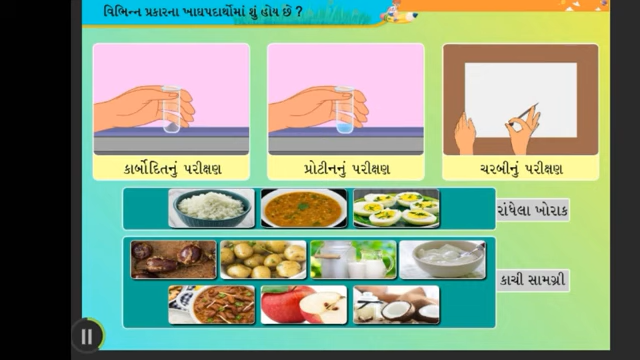 વિભિન્ન પ્રકારના ખાદ્યપદાર્થોમાં શું હોય છે ?
કાર્બોદિતનું પરીક્ષણ
પ્રોટીનનું પરીક્ષણ
ચરબીનું પરીક્ષણ
રાંધેલા ખોરાક
કાચી સામગ્રી